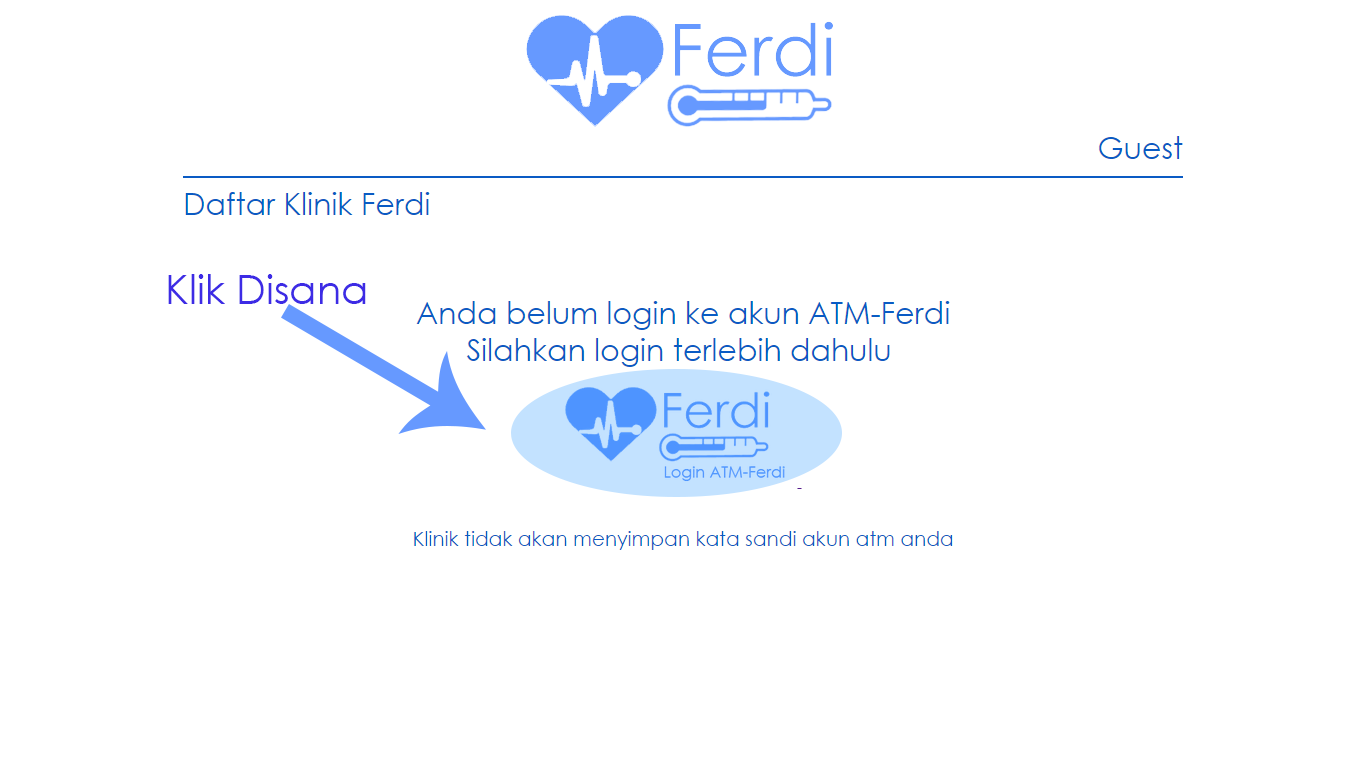 Ferdi
Guest
Daftar Klinik Ferdi
Klik Disana
Anda belum login ke akun ATM-Ferdi
Silahkan login terlebih dahulu
Ferdi
Login ATM-Ferdi
Klinik tidak akan menyimpan kata sandi akun atm anda